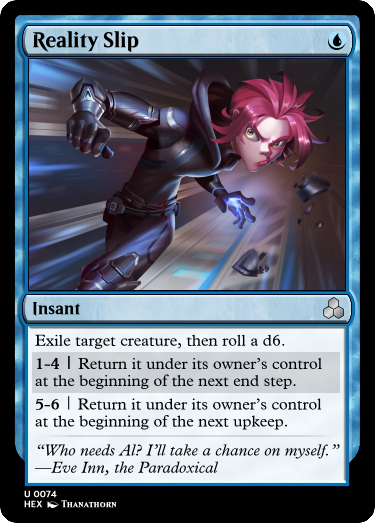 Reality Slip
Insant
Exile target creature, then roll a d6.
1-4 | Return it under its owner's control
at the beginning of the next end step.
5-6 | Return it under its owner's control
at the beginning of the next upkeep.
“Who needs Al? I'll take a chance on myself.”
—Eve Inn, the Paradoxical
U 0074
HEX Thanathorn